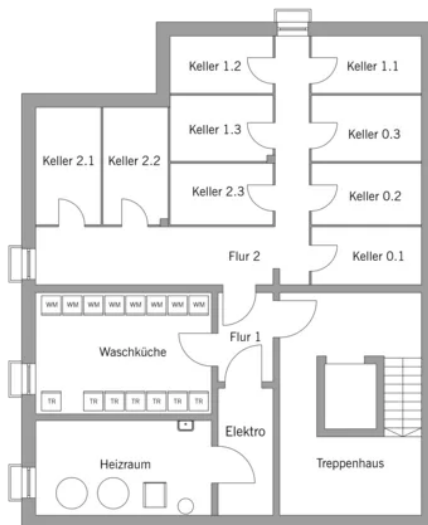 Keller 1.2
Keller 1.1
Keller 1.3
Keller 0.3
Keller 2.1
Keller 2.2
Keller 2.3
Keller 0.2
Flur 2
Keller 0.1
WM WM WM WM WM WM WM WM
Flur 1
Waschküche
TR TR TR TR TR TR TR
Elektro
Heizraum
Treppenhaus